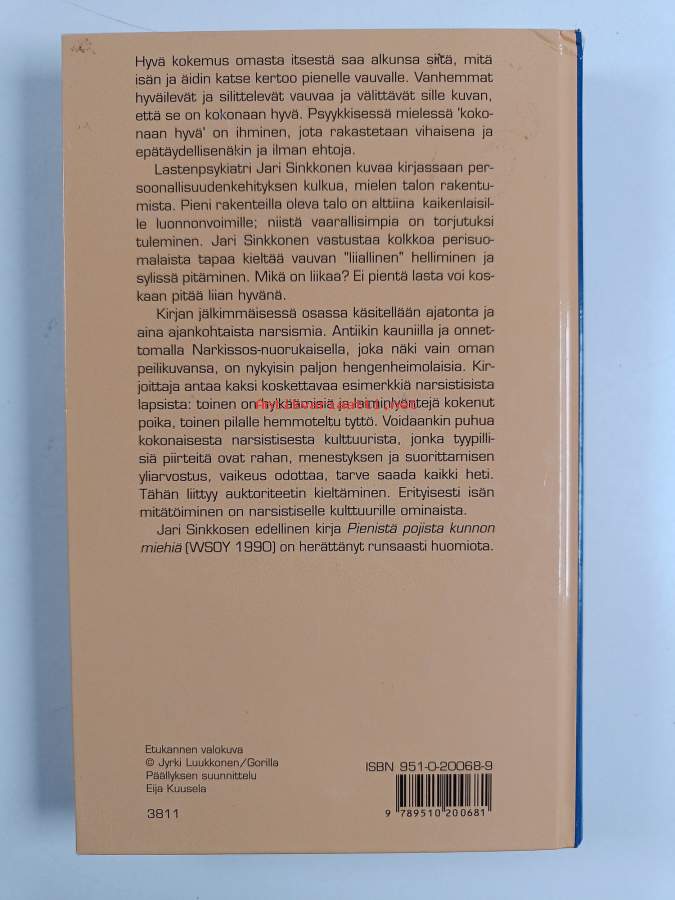 Hyvä kokemus omasta itsestä saa alkunsa siitä, mitä
isän ja äidin katse kertoo pienelle vauvalle. Vanhemmat
hyväilevät ja silittelevät vauvaa ja välittävät sille kuvan,
että se on kokonaan hyvä. Psyykkisessä mielessä 'koko-
naan hyvä' on ihminen, jota rakastetaan vihaisena ja
epätäydellisenäkin ja ilman ehtoja.
Lastenpsykiatri Jari Sinkkonen kuvaa kirjassaan per-
soonallisuudenkehityksen kulkua, mielen talon rakentu-
mista. Pieni rakenteilla oleva talo on alttiina kaikenlaisil-
le luonnonvoimille; niistä vaarallisimpia on torjutuksi
tuleminen. Jari Sinkkonen vastustaa kolkkoa perisuo-
malaista tapaa kieltää vauvan "liiallinen" helliminen ja
sylissä pitäminen. Mikä on liikaa? Ei pientä lasta voi kos-
kaan pitää liian hyvänä.
Kirjan jälkimmäisessä osassa käsitellään ajatonta ja
aina ajankohtaista narsismia. Antiikin kauniilla ja onnet-
tomalla Narkissos-nuorukaisella, joka näki vain oman
peilikuvansa, on nykyisin paljon hengenheimolaisia. Kir-
joittaja antaa kaksi koskettavaa esimerkkiä narsistisista
lapsista: toinen on hylkäämisiä ja laiminlyöntejä kokenut
poika, toinen pilalle hemmoteltu tyttö. Voidaankin puhua
kokonaisesta narsistisesta kulttuurista, jonka tyypilli-
siä piirteitä ovat rahan, menestyksen ja suorittamisen
yliarvostus, vaikeus odottaa, tarve saada kaikki heti.
Tähän liittyy auktoriteetin kieltäminen. Erityisesti isän
mitätöiminen on narsistiselle kulttuurille ominaista.
Jari Sinkkosen edellinen kirja Pienistä pojista kunnon
miehiä (WSOY 1990) on herättänyt runsaasti huomiota.
Etukannen valokuva
© Jyrki Luukkonen/Gorilla
Päällyksen suunnittelu
Eija Kuusela
3811
ISBN 951-0-20068-9
9 789510 200681